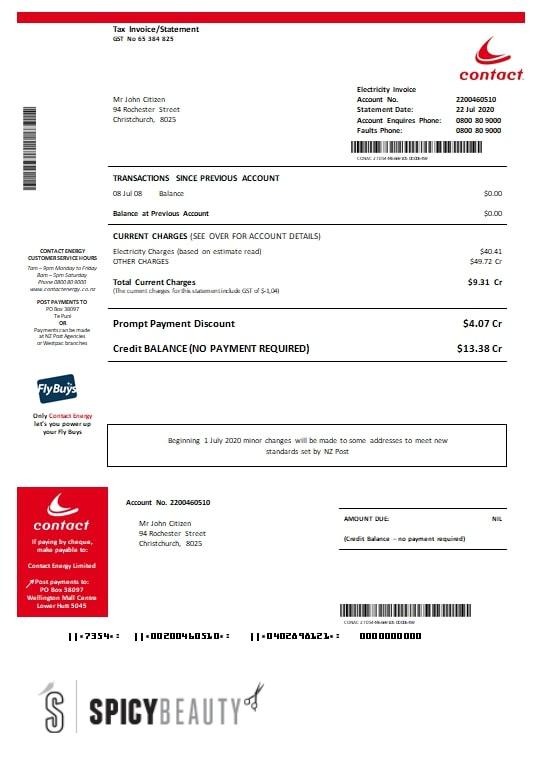 Tax Invoice/Statement
GST No 65 384 825
contact
Mr John Citizen
94 Rochester Street
Christchurch, 8025
Electricity Invoice
Account No. 2200460510
Statement Date: 22 Jul 2020
Account Enquires Phone: 0800 80 9000
Faults Phone: 0800 80 9000
TRANSACTIONS SINCE PREVIOUS ACCOUNT
08 Jul 08 Balance $0.00
Balance at Previous Account $0.00
CURRENT CHARGES (SEE OVER FOR ACCOUNT DETAILS)
Electricity Charges (based on estimate read) $40.41
OTHER CHARGES $49.72 Cr
Total Current Charges $9.31 Cr
(The current charges for this statement include GST of $-1,04)
Prompt Payment Discount $4.07 Cr
Credit BALANCE (NO PAYMENT REQUIRED) $13.38 Cr
CONTACT ENERGY
CUSTOMER SERVICE HOURS
7am – 9pm Monday to Friday
8am – 5pm Saturday
Phone 0800 80 9000
www.contactenergy.co.nz
POST PAYMENTS TO
PO Box 38097
Te Puni
OR
Payments can be made
at NZ Post Agencies
or Westpac branches
FlyBuys
Only Contact Energy
let's you power up
your Fly Buys
Beginning 1 July 2020 minor changes will be made to some addresses to meet new
standards set by NZ Post
contact
If paying by cheque,
make payable to:
Contact Energy Limited
Post payments to:
PO Box 38097
Wellington Mail Centre
Lower Hutt 5045
Account No. 2200460510
Mr John Citizen
94 Rochester Street
Christchurch, 8025
AMOUNT DUE: NIL
(Credit Balance – no payment required)
S SPICYBEAUTY